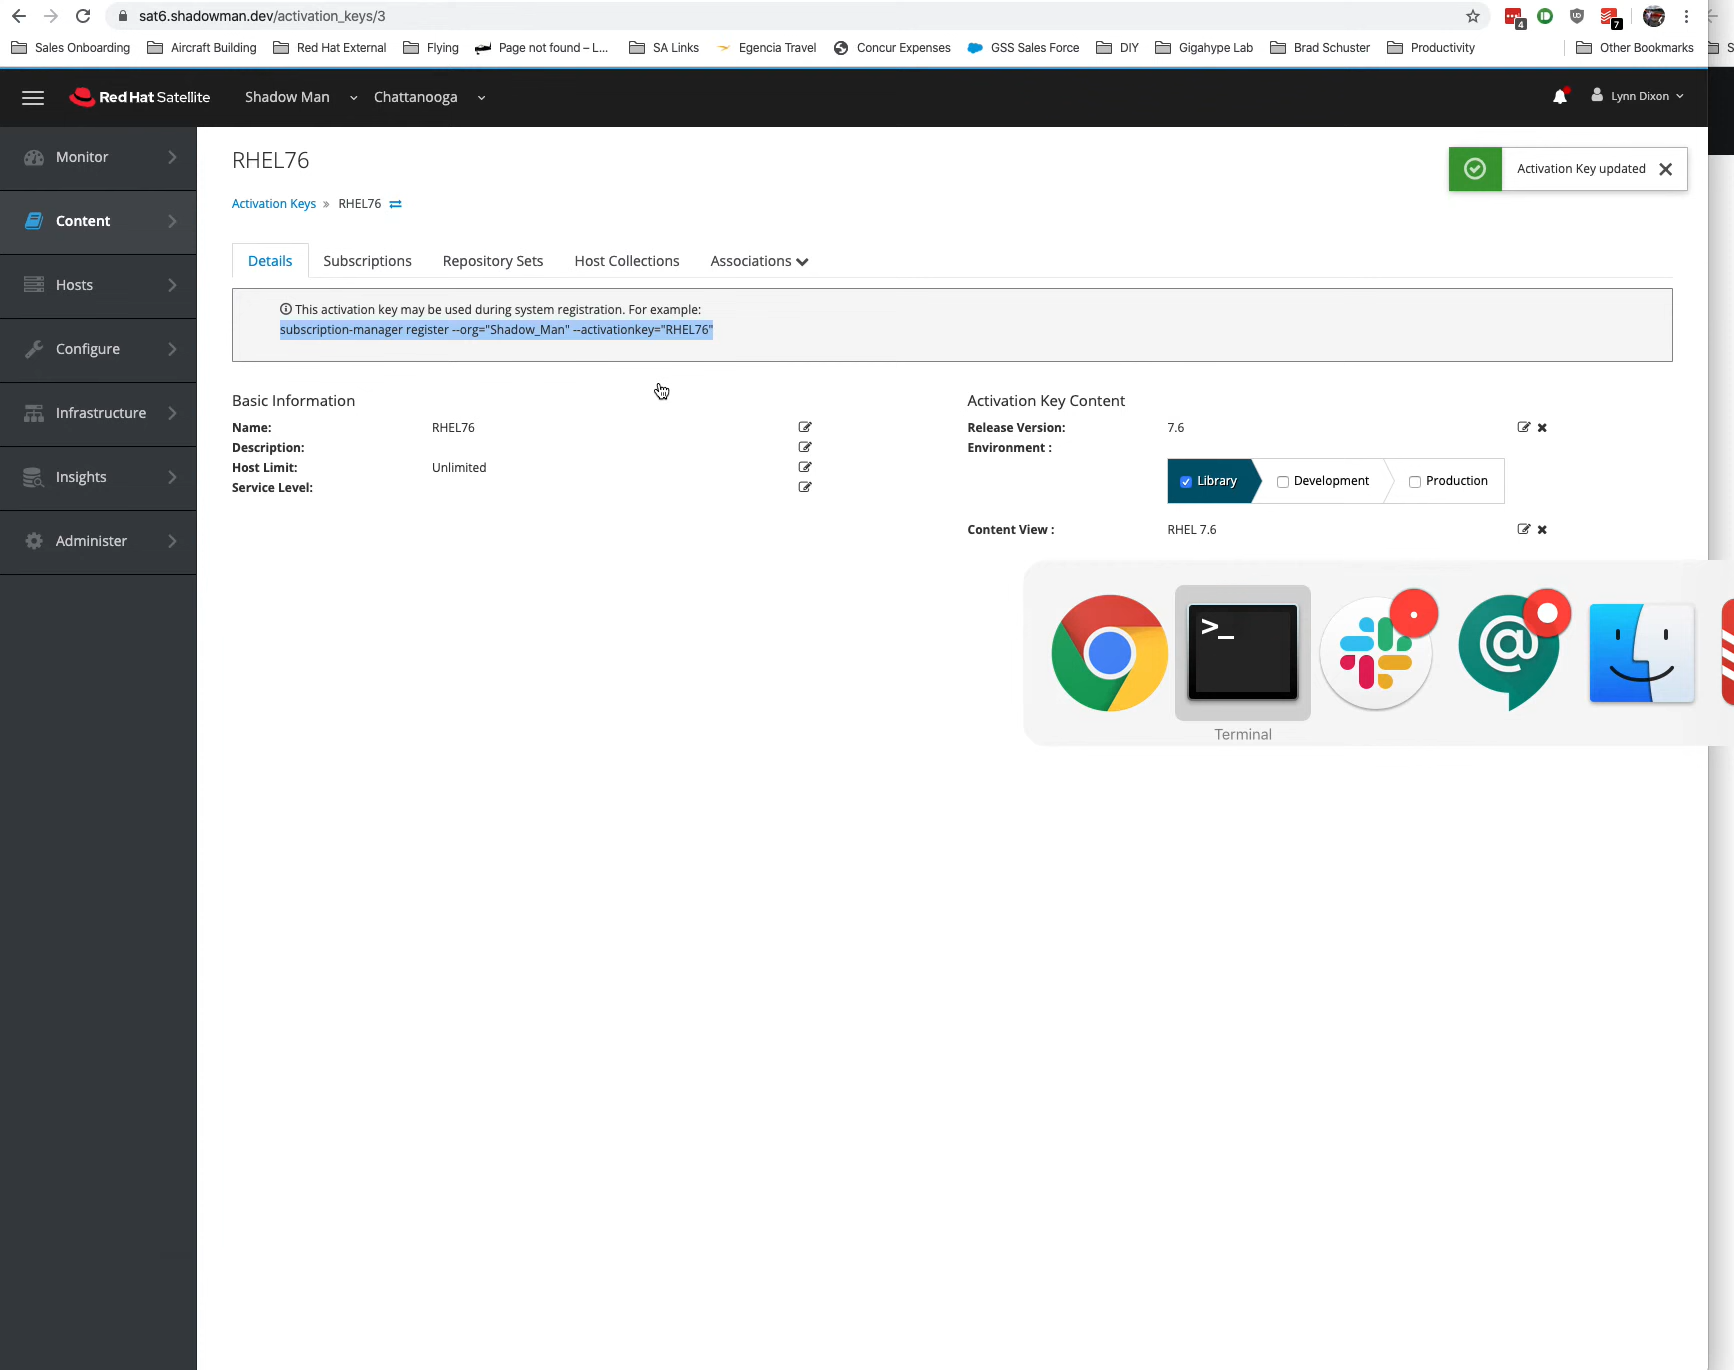 sat6.shadowman.dev/activation_keys/3
4
7
Sales Onboarding
Aircraft Building
Red Hat External
Flying
Page not found – L...
SA Links
Egencia Travel
Concur Expenses
GSS Sales Force
DIY
Gigahype Lab
Brad Schuster
Productivity
Other Bookmarks
Red Hat Satellite
Shadow Man
Chattanooga
Lynn Dixon
Monitor
Content
Hosts
Configure
Infrastructure
Insights
Administer
RHEL76
Activation Key updated
Activation Keys » RHEL76
Details
Subscriptions
Repository Sets
Host Collections
Associations
This activation key may be used during system registration. For example:
subscription-manager register --org="Shadow_Man" --activationkey="RHEL76"
Basic Information
Name: RHEL76
Description:
Host Limit: Unlimited
Service Level:
Activation Key Content
Release Version: 7.6
Environment :
Library
Development
Production
Content View : RHEL 7.6
>_
@
Terminal